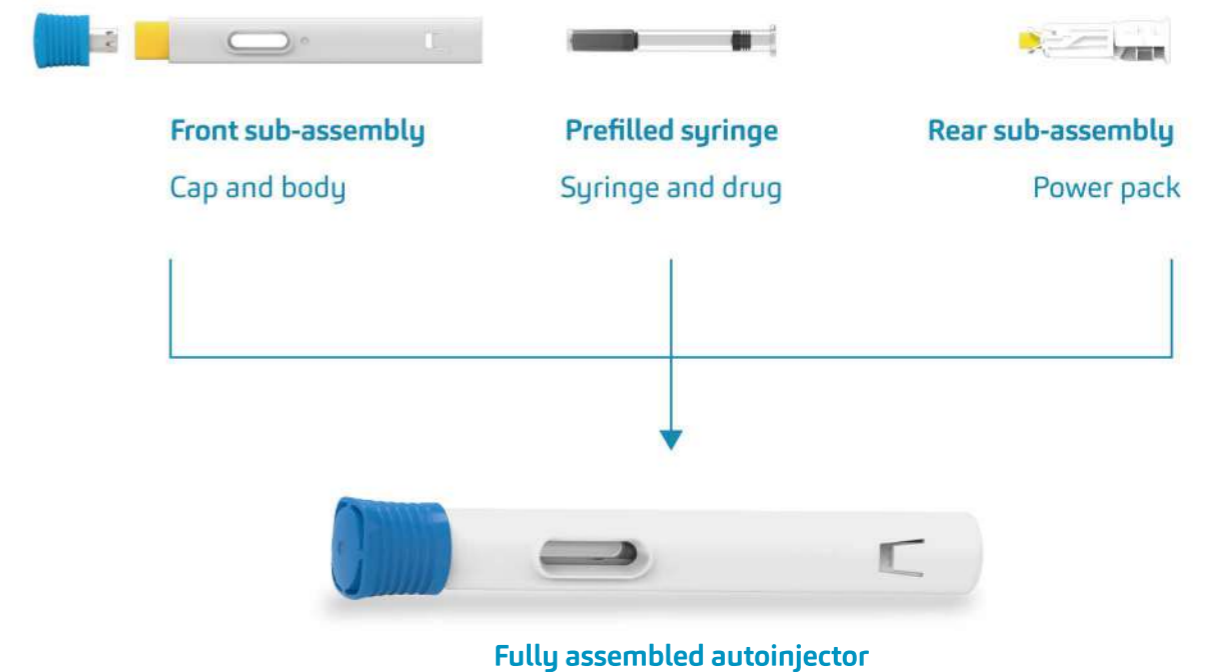 Front sub-assembly
Cap and body
Prefilled syringe
Syringe and drug
Rear sub-assembly
Power pack
Fully assembled autoinjector